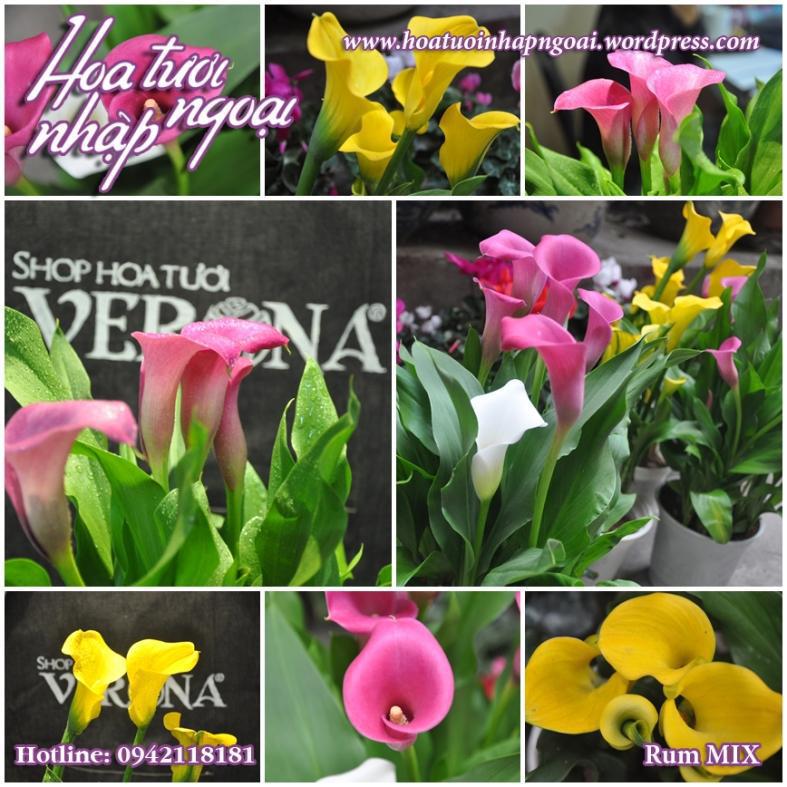 Hoa tươi
nhập ngoại
www.hoatuoinhapngoai.wordpress.com
SHOP HOA TƯƠI
VERONA®
SHOP
VERONA®
Hotline: 0942118181
Rum MIX